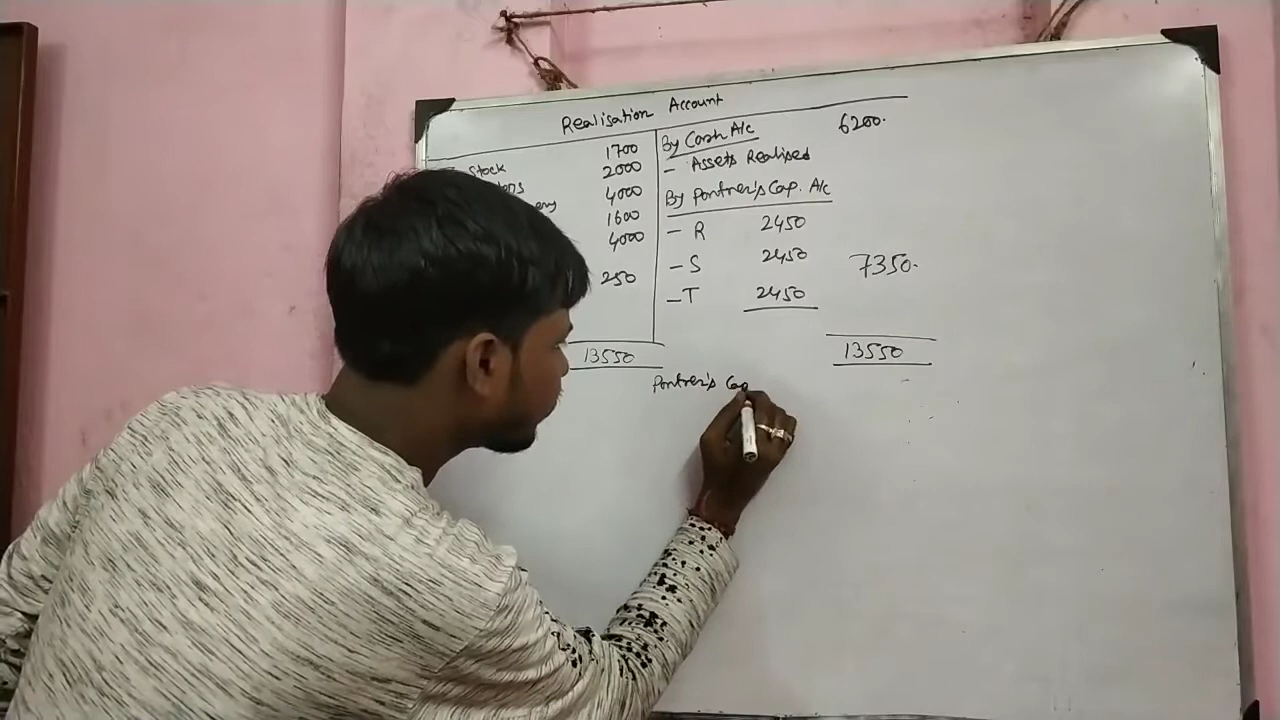 Realisation Account
Stock 1700
2000
4000
1600
4000
250
13550
By Cash A/c 6200.
- Assets Realised
By Partner's Cap. A/c
- R 2450
- S 2450 7350.
- T 2450
13550
Partner's Cap